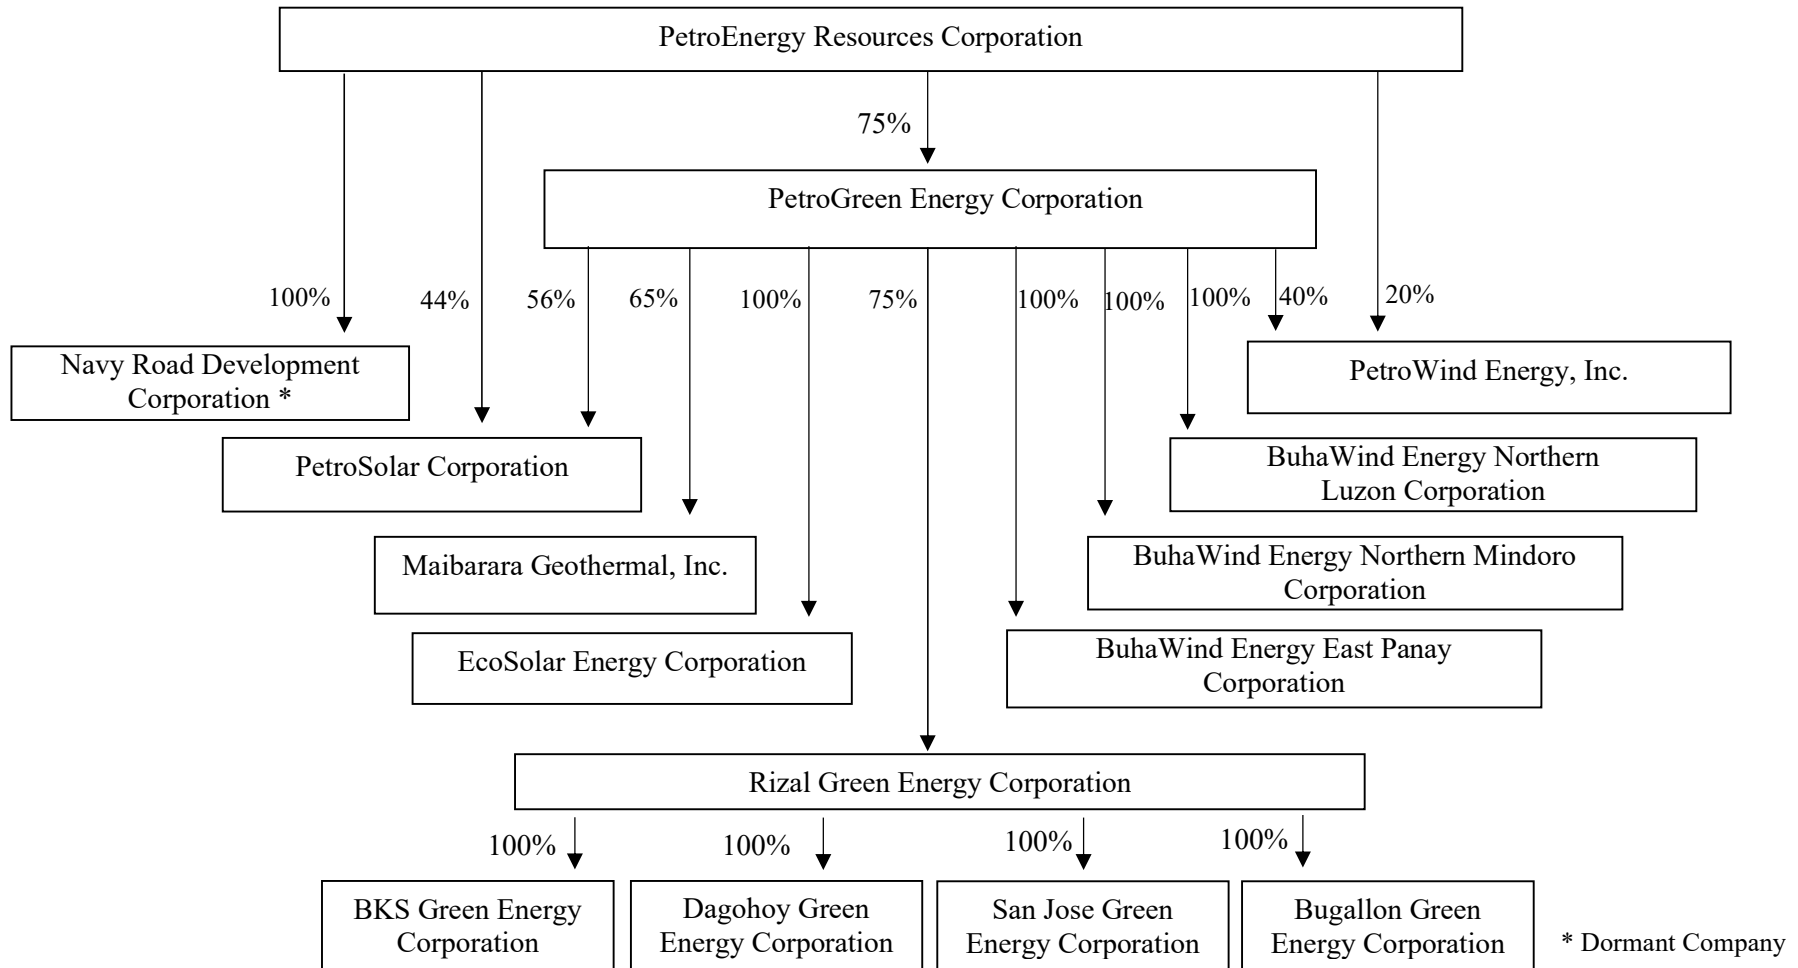 PetroEnergy Resources Corporation
75%
PetroGreen Energy Corporation
100%
44%
56%
65%
100%
75%
100%
100%
100%
40%
20%
Navy Road Development
Corporation *
PetroWind Energy, Inc.
PetroSolar Corporation
BuhaWind Energy Northern
Luzon Corporation
Maibarara Geothermal, Inc.
BuhaWind Energy Northern Mindoro
Corporation
EcoSolar Energy Corporation
BuhaWind Energy East Panay
Corporation
Rizal Green Energy Corporation
100%
100%
100%
100%
BKS Green Energy
Corporation
Dagohoy Green
Energy Corporation
San Jose Green
Energy Corporation
Bugallon Green
Energy Corporation
* Dormant Company